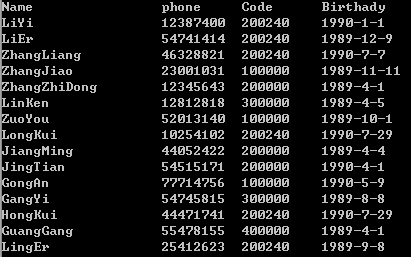 Name phone Code Birthady
LiYi 12387400 200240 1990-1-1
LiEr 54741414 200240 1989-12-9
ZhangLiang 46328821 200240 1990-7-7
ZhangJiao 23001031 100000 1989-11-11
ZhangZhiDong 12345643 200000 1989-4-1
LinKen 12812818 300000 1989-4-5
ZuoYou 52013140 100000 1989-10-1
LongKui 10254102 200240 1990-7-29
JiangMing 44052422 200000 1989-4-4
JingTian 54515171 200000 1990-4-1
GongAn 77714756 100000 1990-5-9
GangYi 54745815 300000 1989-8-8
HongKui 44471741 200240 1990-7-29
GuangGang 55478155 400000 1989-4-1
LingEr 25412623 200240 1989-9-8